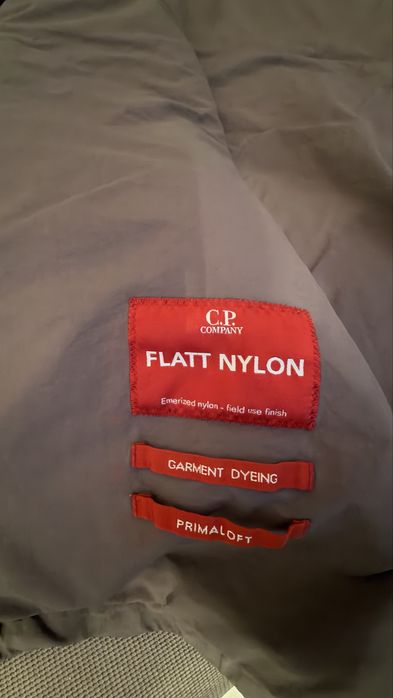 C.P.
COMPANY
FLATT NYLON
Emerized nylon - field use finish
GARMENT DYEING
PRIMALOFT